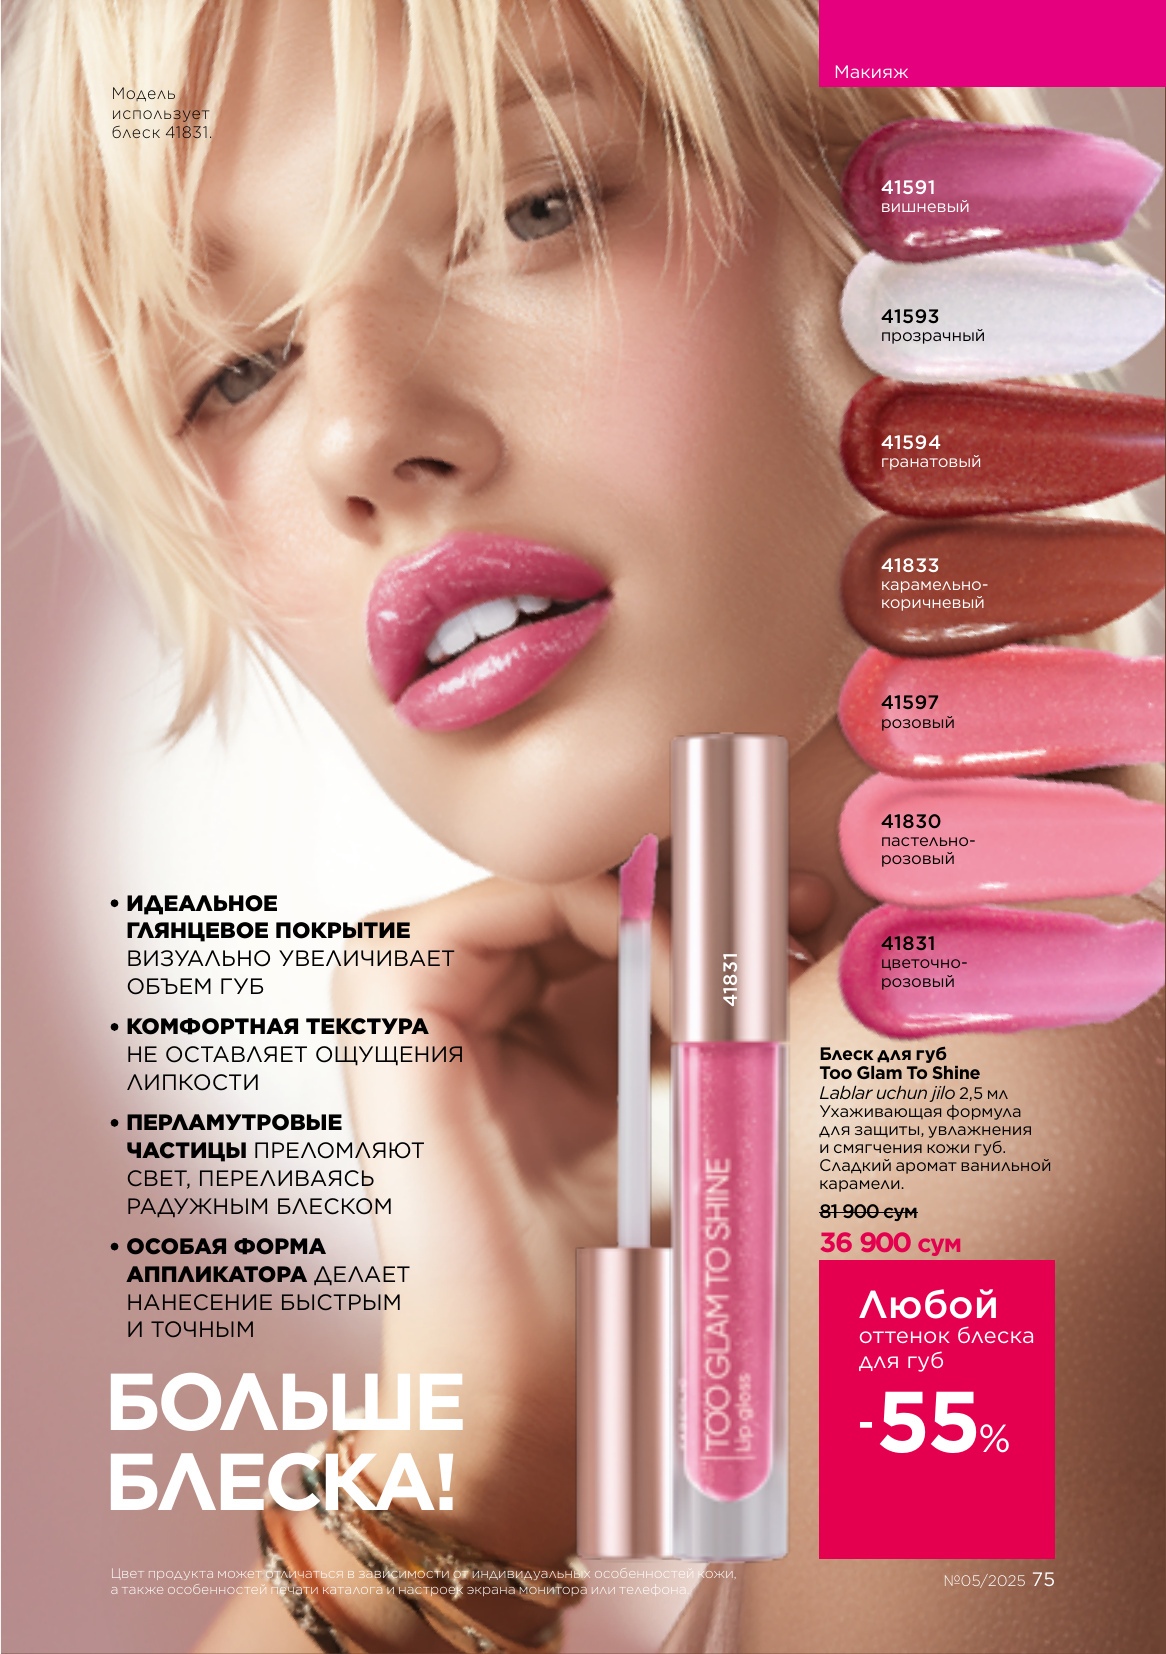 Макияж
Модель
использует
блеск 41831.
41591
вишневый
41593
прозрачный
41594
гранатовый
41833
карамельно-
коричневый
41597
розовый
41830
пастельно-
розовый
41831
цветочно-
розовый
• ИДЕАЛЬНОЕ
ГЛЯНЦЕВОЕ ПОКРЫТИЕ
ВИЗУАЛЬНО УВЕЛИЧИВАЕТ
ОБЪЕМ ГУБ
• КОМФОРТНАЯ ТЕКСТУРА
НЕ ОСТАВЛЯЕТ ОЩУЩЕНИЯ
ЛИПКОСТИ
• ПЕРЛАМУТРОВЫЕ
ЧАСТИЦЫ ПРЕЛОМЛЯЮТ
СВЕТ, ПЕРЕЛИВАЯСЬ
РАДУЖНЫМ БЛЕСКОМ
• ОСОБАЯ ФОРМА
АППЛИКАТОРА ДЕЛАЕТ
НАНЕСЕНИЕ БЫСТРЫМ
И ТОЧНЫМ
БОЛЬШЕ
БЛЕСКА!
41831
TOO GLAM TO SHINE
Lip gloss
Блеск для губ
Too Glam To Shine
Lablar uchun jilo 2,5 мл
Ухаживающая формула
для защиты, увлажнения
и смягчения кожи губ.
Сладкий аромат ванильной
карамели.
81 900 сум
36 900 сум
Любой
оттенок блеска
для губ
-55%
Цвет продукта может отличаться в зависимости от индивидуальных особенностей кожи,
а также особенностей печати каталога и настроек экрана монитора или телефона.
№05/2025 75